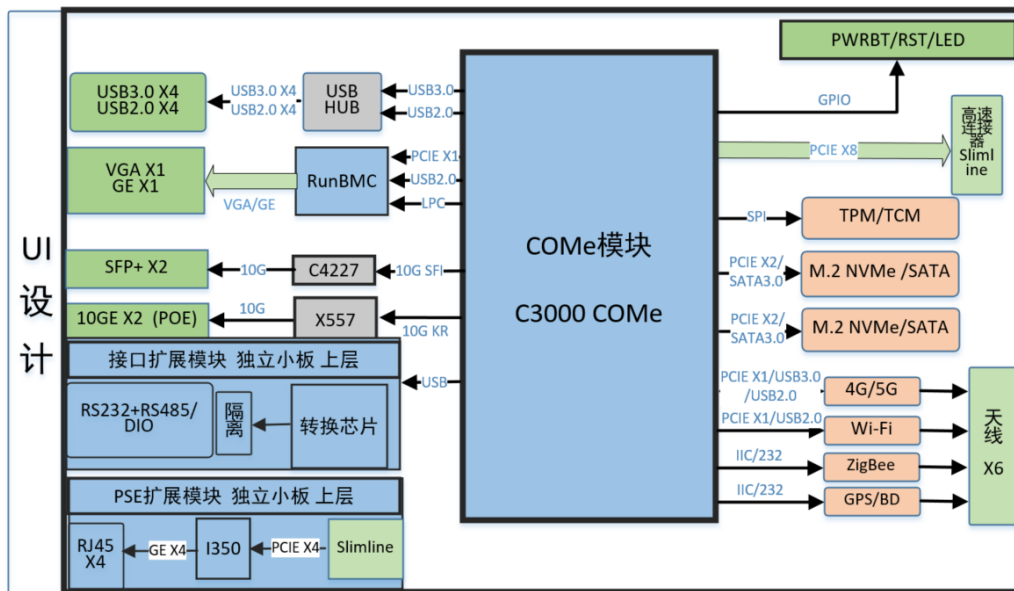 UI
设
计
PWRBT/RST/LED
GPIO
USB3.0 X4
USB2.0 X4
USB3.0 X4
USB2.0 X4
USB
HUB
USB3.0
USB2.0
PCIE X8
高速
连接
器
Sliml
ine
VGA X1
GE X1
VGA/GE
RunBMC
PCIE X1
USB2.0
LPC
COMe模块
C3000 COMe
SPI
TPM/TCM
SFP+ X2
10G
C4227
10G SFI
PCIE X2/
SATA3.0
M.2 NVMe /SATA
10GE X2 (POE)
10G
X557
10G KR
PCIE X2/
SATA3.0
M.2 NVMe/SATA
接口扩展模块 独立小板 上层
USB
RS232+RS485/
DIO
隔
离
转换芯片
PCIE X1/USB3.0
/USB2.0
4G/5G
PCIE X1/USB2.0
Wi-Fi
IIC/232
ZigBee
IIC/232
GPS/BD
天
线
X6
PSE扩展模块 独立小板 上层
RJ45
X4
GE X4
I350
PCIE X4
Slimline